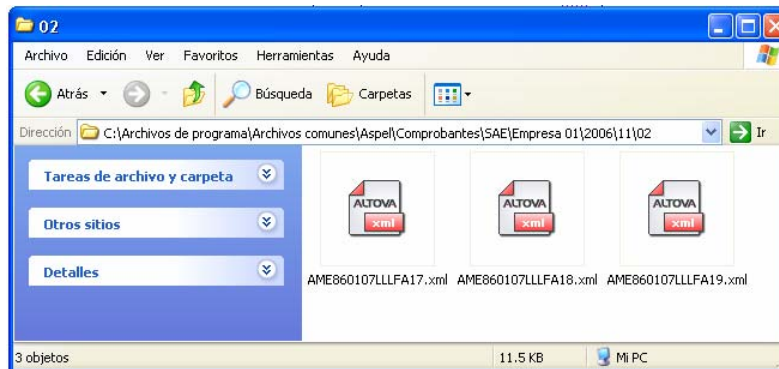 02
Archivo Edición Ver Favoritos Herramientas Ayuda
Atrás Búsqueda Carpetas
Dirección C:\Archivos de programa\Archivos comunes\Aspel\Comprobantes\SAE\Empresa 01\2006\11\02 Ir
Tareas de archivo y carpeta
Otros sitios
Detalles
ALTOVA ALTOVA ALTOVA
xml xml xml
AME860107LLLFA17.xml AME860107LLLFA18.xml AME860107LLLFA19.xml
3 objetos 11.5 KB Mi PC